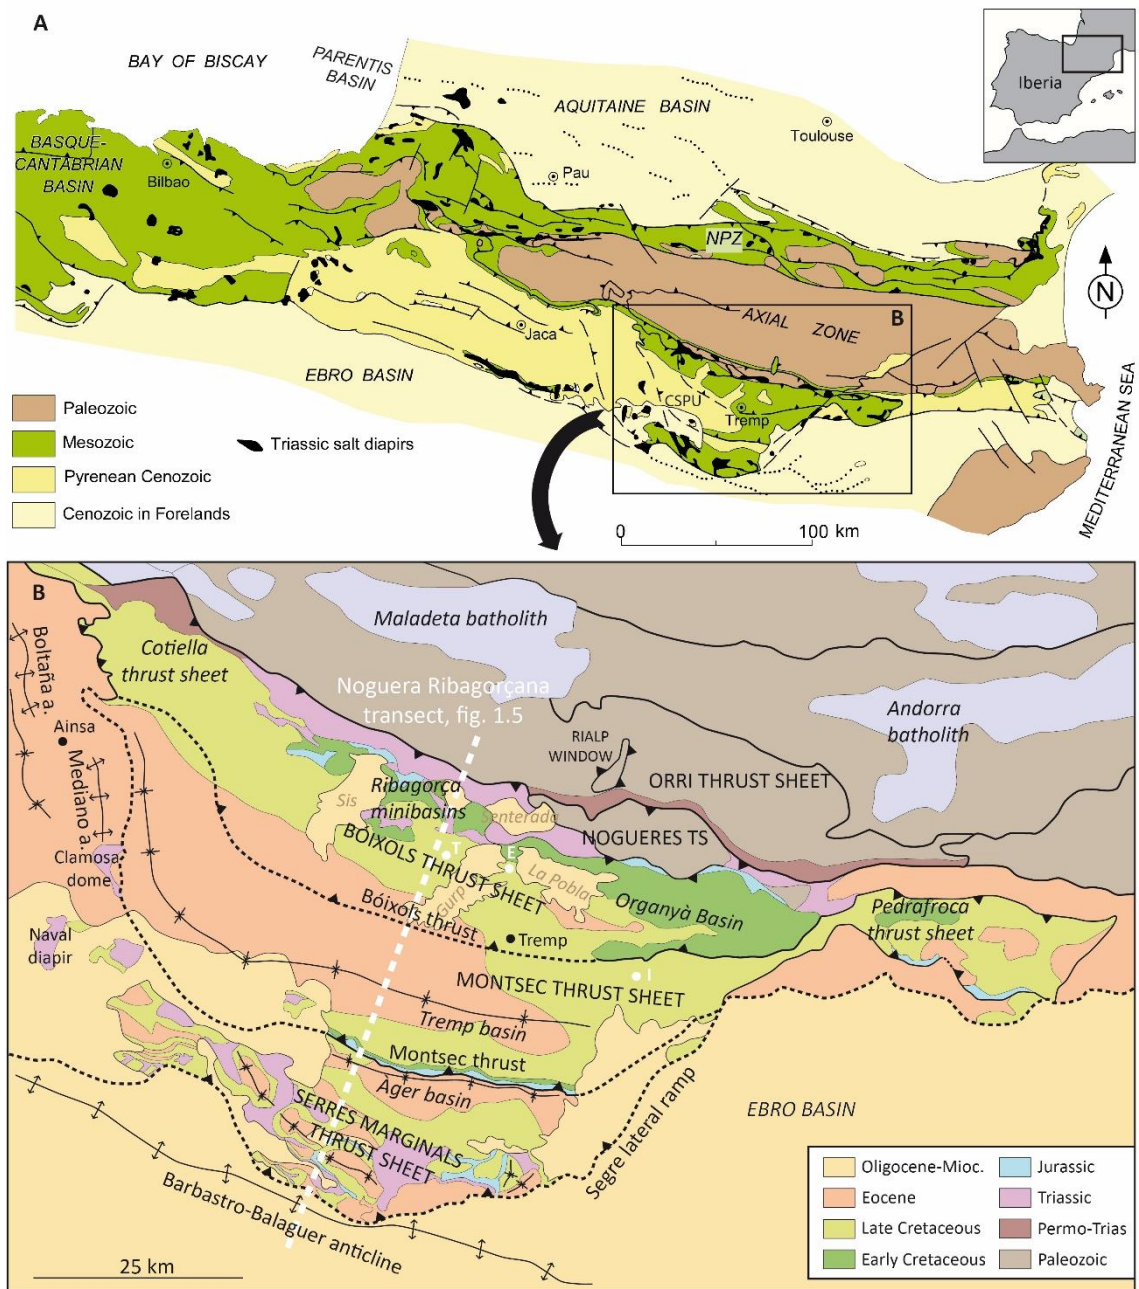 A
BAY OF BISCAY
PARENTIS
BASIN
AQUITAINE BASIN
Toulouse
Iberia
BASQUE-
CANTABRIAN
BASIN
Bilbao
Pau
NPZ
N
AXIAL ZONE
B
Jaca
EBRO BASIN
CSPU
Tremp
MEDITERRANEAN SEA
Paleozoic
Mesozoic
Triassic salt diapirs
Pyrenean Cenozoic
Cenozoic in Forelands
0 100 km
B
Boltaña a.
Cotiella
thrust sheet
Maladeta batholith
Noguera Ribagorçana
transect, fig. 1.5
Andorra
batholith
Ainsa
Mediano a.
RIALP
WINDOW
ORRI THRUST SHEET
Ribagorça
minibasins
Sis
Senterada
NOGUERES TS
BÓIXOLS THRUST SHEET
T
E
La Pobla
Gurp
Organyà Basin
Clamosa
dome
Bóixols thrust
Pedrafroca
thrust sheet
Naval
diapir
Tremp
I
MONTSEC THRUST SHEET
Tremp basin
Montsec thrust
Àger basin
SERRES MARGINALS
THRUST SHEET
Segre lateral ramp
EBRO BASIN
Barbastro-Balaguer anticline
25 km
Oligocene-Mioc.
Jurassic
Eocene
Triassic
Late Cretaceous
Permo-Trias
Early Cretaceous
Paleozoic